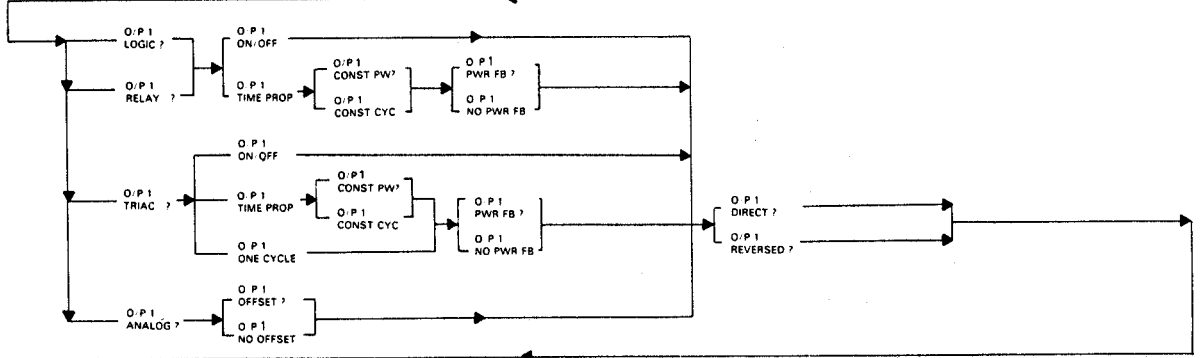 O/P 1
LOGIC ?
O/P 1
RELAY ?
O/P 1
ON/OFF
O/P 1
TIME PROP
O/P 1
CONST PW?
O/P 1
CONST CYC
O P 1
PWR FB ?
O P 1
NO PWR FB
O/P 1
TRIAC ?
O P 1
ON/OFF
O P 1
TIME PROP
O/P 1
CONST PW?
O/P 1
CONST CYC
O P 1
ONE CYCLE
O P 1
PWR FB ?
O P 1
NO PWR FB
O/P 1
ANALOG ?
O P 1
OFFSET ?
O P 1
NO OFFSET
O P 1
DIRECT ?
O/P 1
REVERSED ?